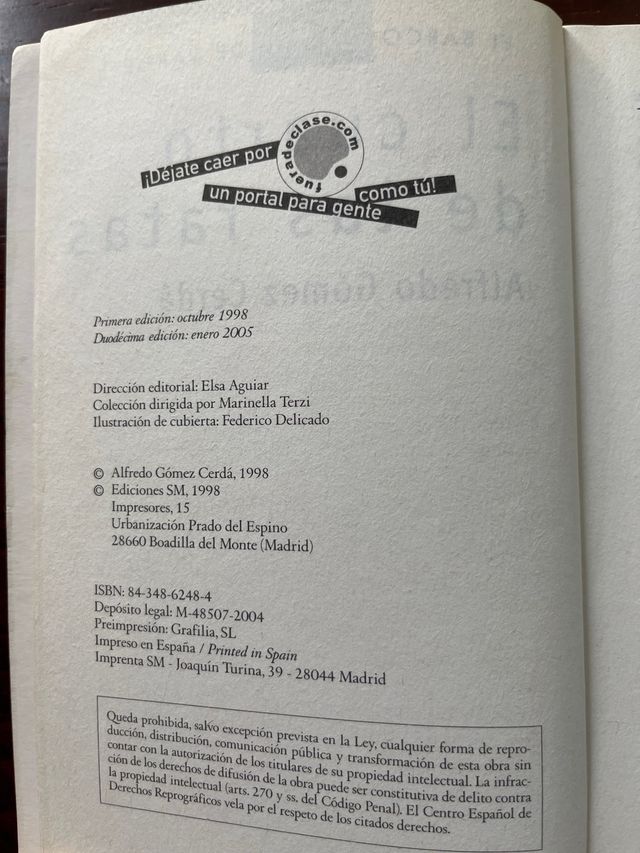 ¡Déjate caer por
fueradeclase.com
un portal para gente
como tú!
Primera edición: octubre 1998
Duodécima edición: enero 2005
Dirección editorial: Elsa Aguiar
Colección dirigida por Marinella Terzi
Ilustración de cubierta: Federico Delicado
© Alfredo Gómez Cerdá, 1998
© Ediciones SM, 1998
Impresores, 15
Urbanización Prado del Espino
28660 Boadilla del Monte (Madrid)
ISBN: 84-348-6248-4
Depósito legal: M-48507-2004
Preimpresión: Grafilia, SL
Impreso en España / Printed in Spain
Imprenta SM - Joaquín Turina, 39 - 28044 Madrid
Queda prohibida, salvo excepción prevista en la Ley, cualquier forma de repro-
ducción, distribución, comunicación pública y transformación de esta obra sin
contar con la autorización de los titulares de su propiedad intelectual. La infrac-
ción de los derechos de difusión de la obra puede ser constitutiva de delito contra
la propiedad intelectual (arts. 270 y ss. del Código Penal). El Centro Español de
Derechos Reprográficos vela por el respeto de los citados derechos.